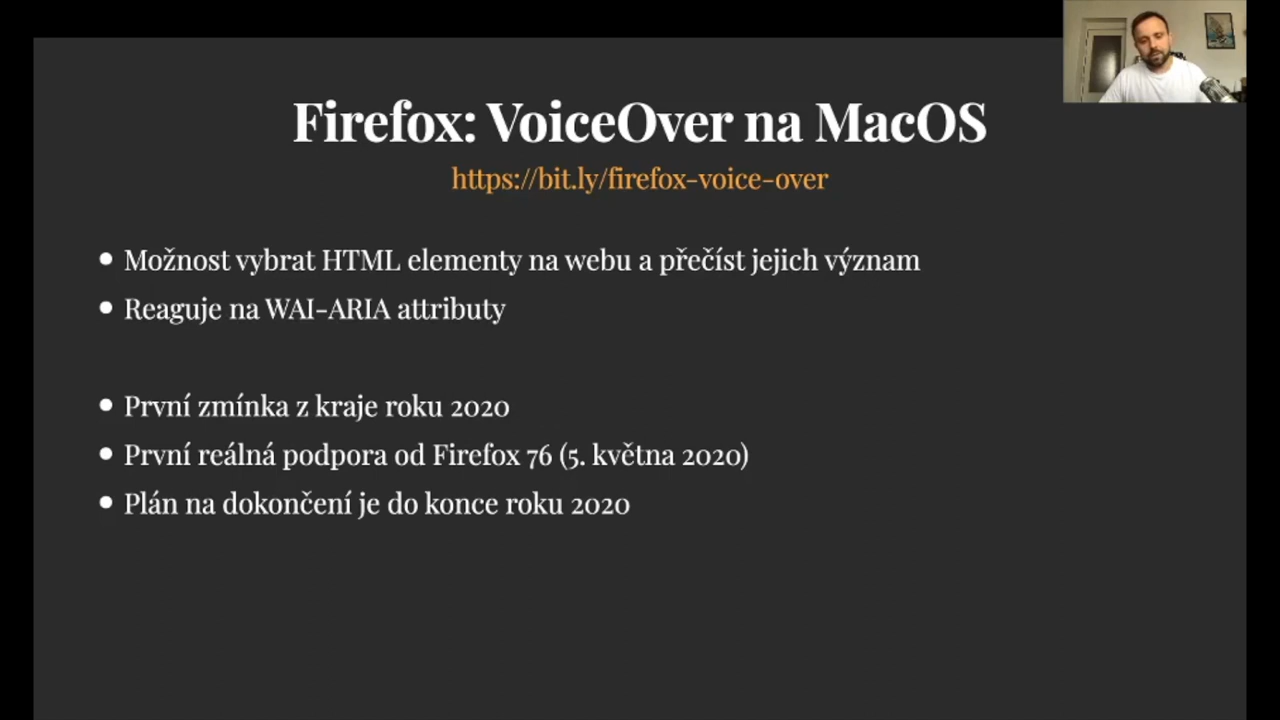 Firefox: VoiceOver na MacOS
https://bit.ly/firefox-voice-over
• Možnost vybrat HTML elementy na webu a přečíst jejich význam
• Reaguje na WAI-ARIA attributy
• První zmínka z kraje roku 2020
• První reálná podpora od Firefox 76 (5. května 2020)
• Plán na dokončení je do konce roku 2020